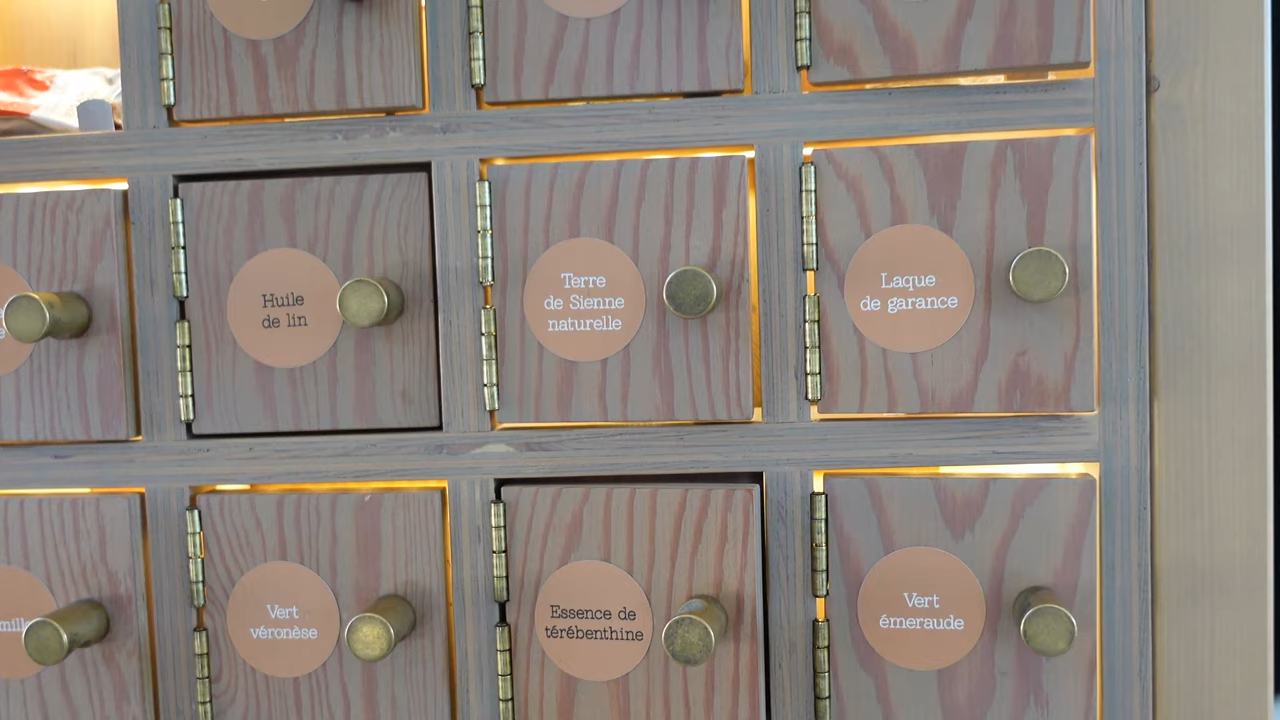 Huile
de lin
Terre
de Sienne
naturelle
Laque
de garance
Vert
véronèse
Essence de
térébenthine
Vert
émeraude